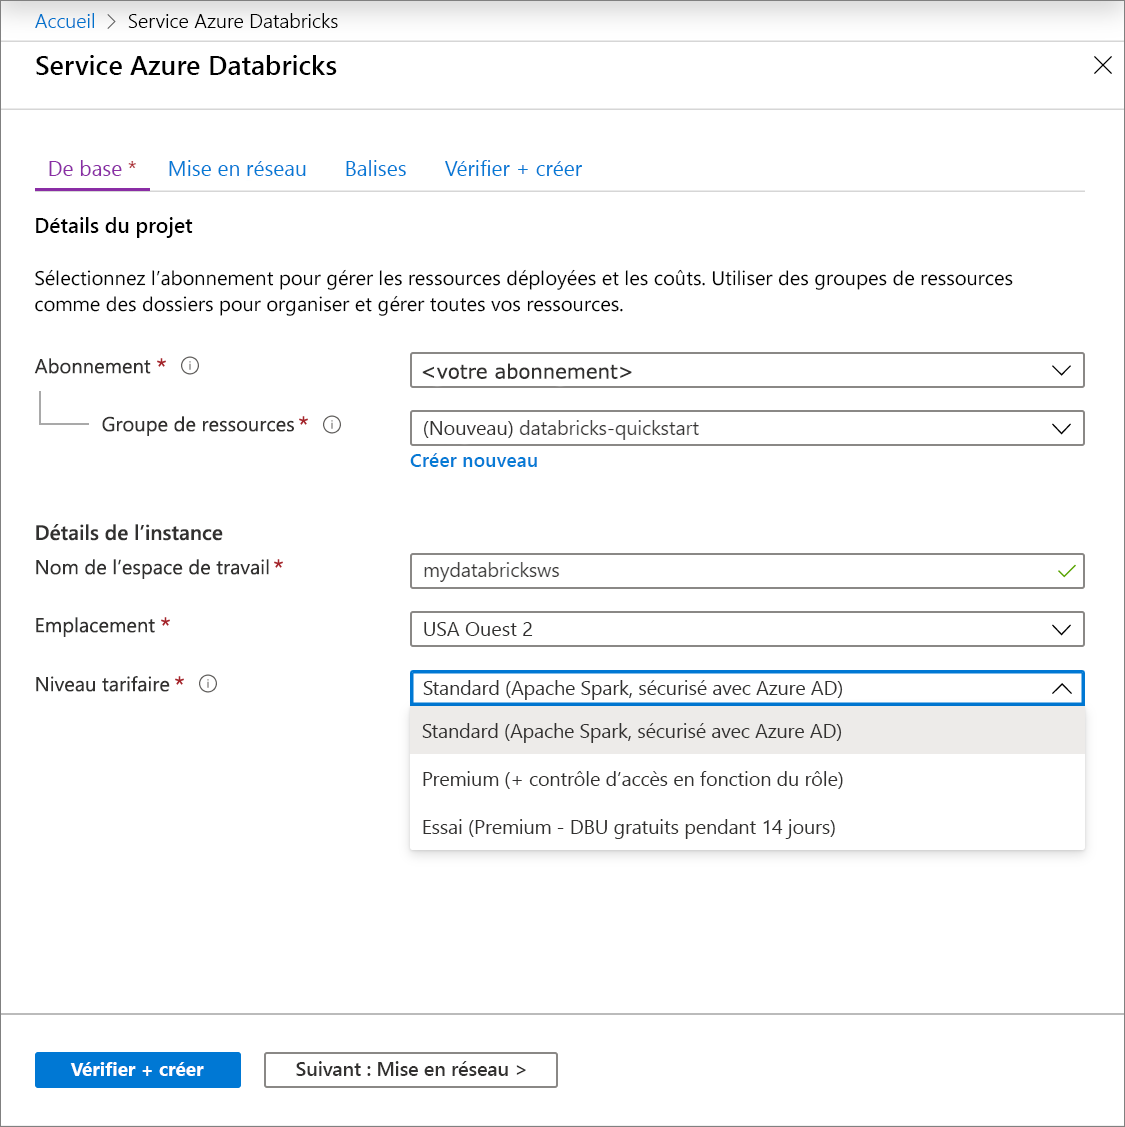 Accueil > Service Azure Databricks
Service Azure Databricks
De base * Mise en réseau Balises Vérifier + créer
Détails du projet
Sélectionnez l’abonnement pour gérer les ressources déployées et les coûts. Utiliser des groupes de ressources
comme des dossiers pour organiser et gérer toutes vos ressources.
Abonnement * <votre abonnement>
Groupe de ressources * (Nouveau) databricks-quickstart
Créer nouveau
Détails de l’instance
Nom de l’espace de travail * mydatabricksws
Emplacement * USA Ouest 2
Niveau tarifaire * Standard (Apache Spark, sécurisé avec Azure AD)
Standard (Apache Spark, sécurisé avec Azure AD)
Premium (+ contrôle d’accès en fonction du rôle)
Essai (Premium - DBU gratuits pendant 14 jours)
Vérifier + créer Suivant : Mise en réseau >